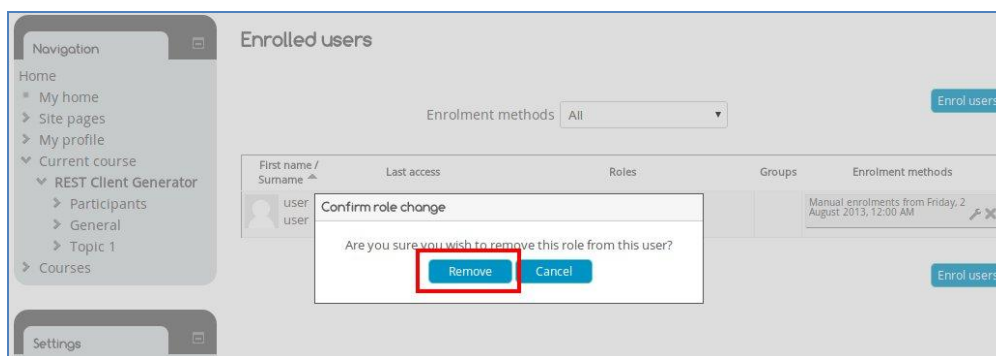 Navigation
Home
My home
Site pages
My profile
Current course
REST Client Generator
Participants
General
Topic 1
Courses
Settings
Enrolled users
Enrolment methods All
Enrol users
First name / Surname Last access Roles Groups Enrolment methods
user
user
Manual enrolments from Friday, 2
August 2013, 12:00 AM
Confirm role change
Are you sure you wish to remove this role from this user?
Remove Cancel
Enrol users